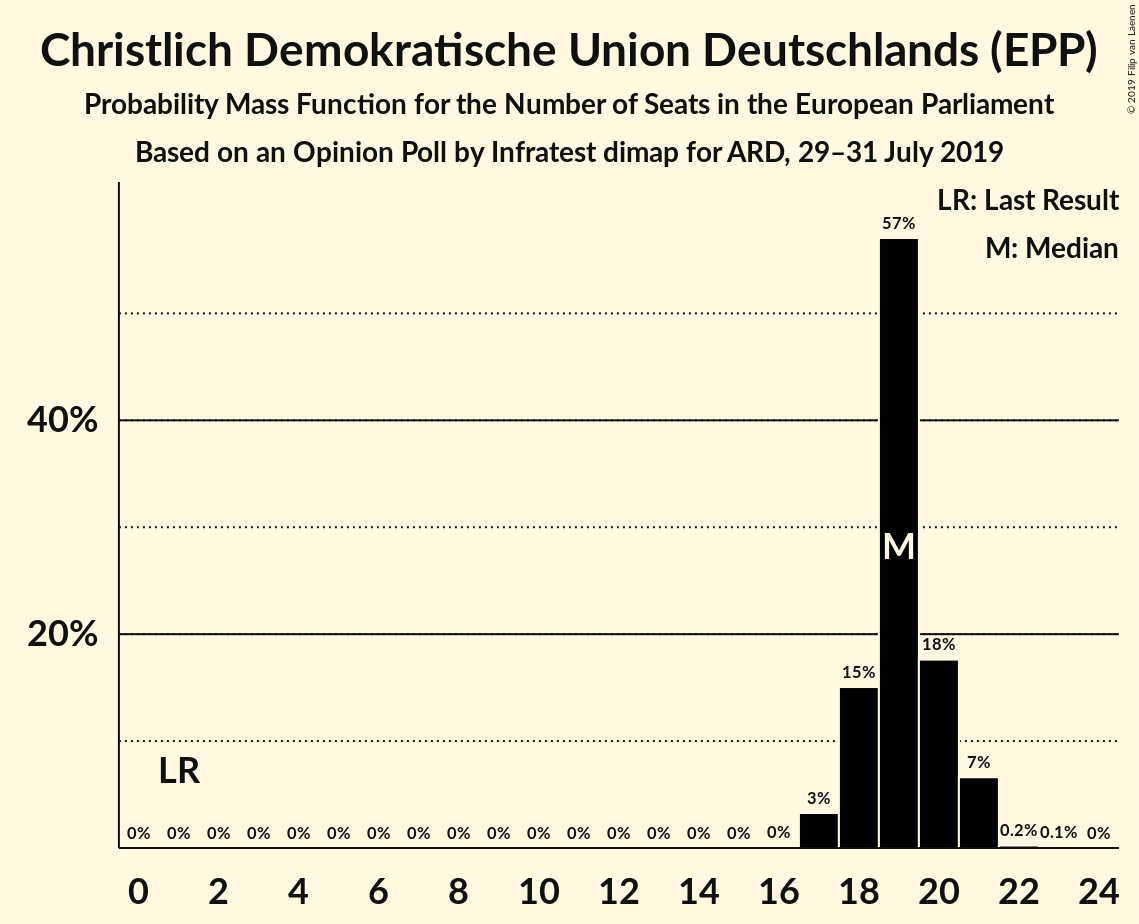 Christlich Demokratische Union Deutschlands (EPP)
Probability Mass Function for the Number of Seats in the European Parliament
Based on an Opinion Poll by Infratest dimap for ARD, 29–31 July 2019
© 2019 Filip van Laenen
LR: Last Result
M: Median
57%
40%
M
20%
18%
15%
LR
7%
3%
0% 0% 0% 0% 0% 0% 0% 0% 0% 0% 0% 0% 0% 0% 0% 0% 0% 0.2% 0.1% 0%
0 2 4 6 8 10 12 14 16 18 20 22 24